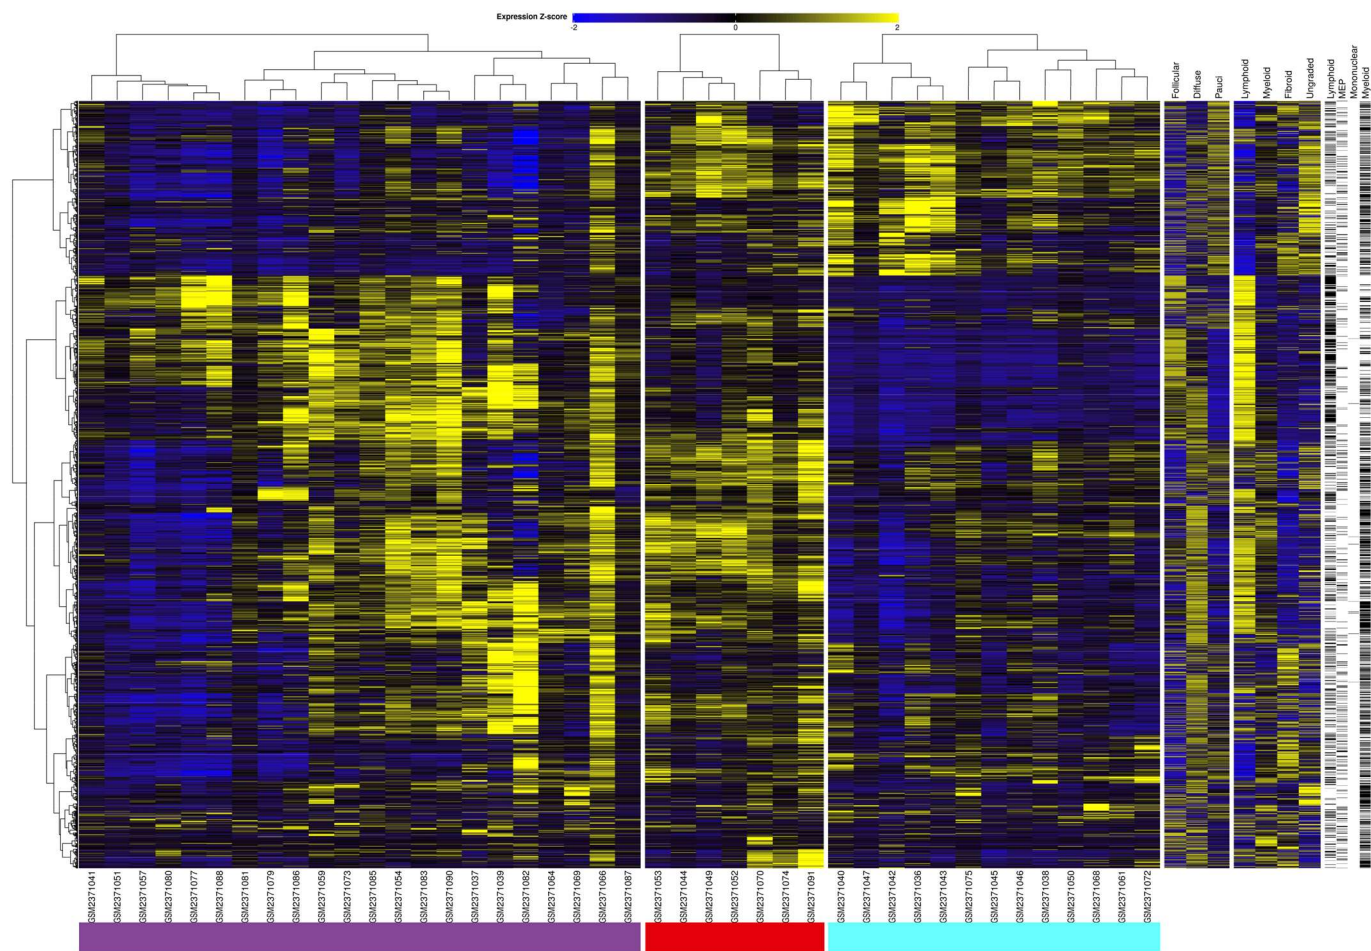 Expression Z-score
-2 0 2
Follicular
Diffuse
Pauci
Lymphoid
Myeloid
Fibroid
Ungraded
Lymphoid
MEP
Mononuclear
Myeloid
GSM2371041
GSM2371051
GSM2371057
GSM2371080
GSM2371077
GSM2371088
GSM2371081
GSM2371079
GSM2371086
GSM2371059
GSM2371073
GSM2371085
GSM2371054
GSM2371083
GSM2371090
GSM2371037
GSM2371039
GSM2371082
GSM2371064
GSM2371069
GSM2371066
GSM2371087
GSM2371053
GSM2371044
GSM2371049
GSM2371052
GSM2371070
GSM2371074
GSM2371091
GSM2371040
GSM2371047
GSM2371042
GSM2371036
GSM2371043
GSM2371075
GSM2371045
GSM2371046
GSM2371038
GSM2371050
GSM2371068
GSM2371061
GSM2371072